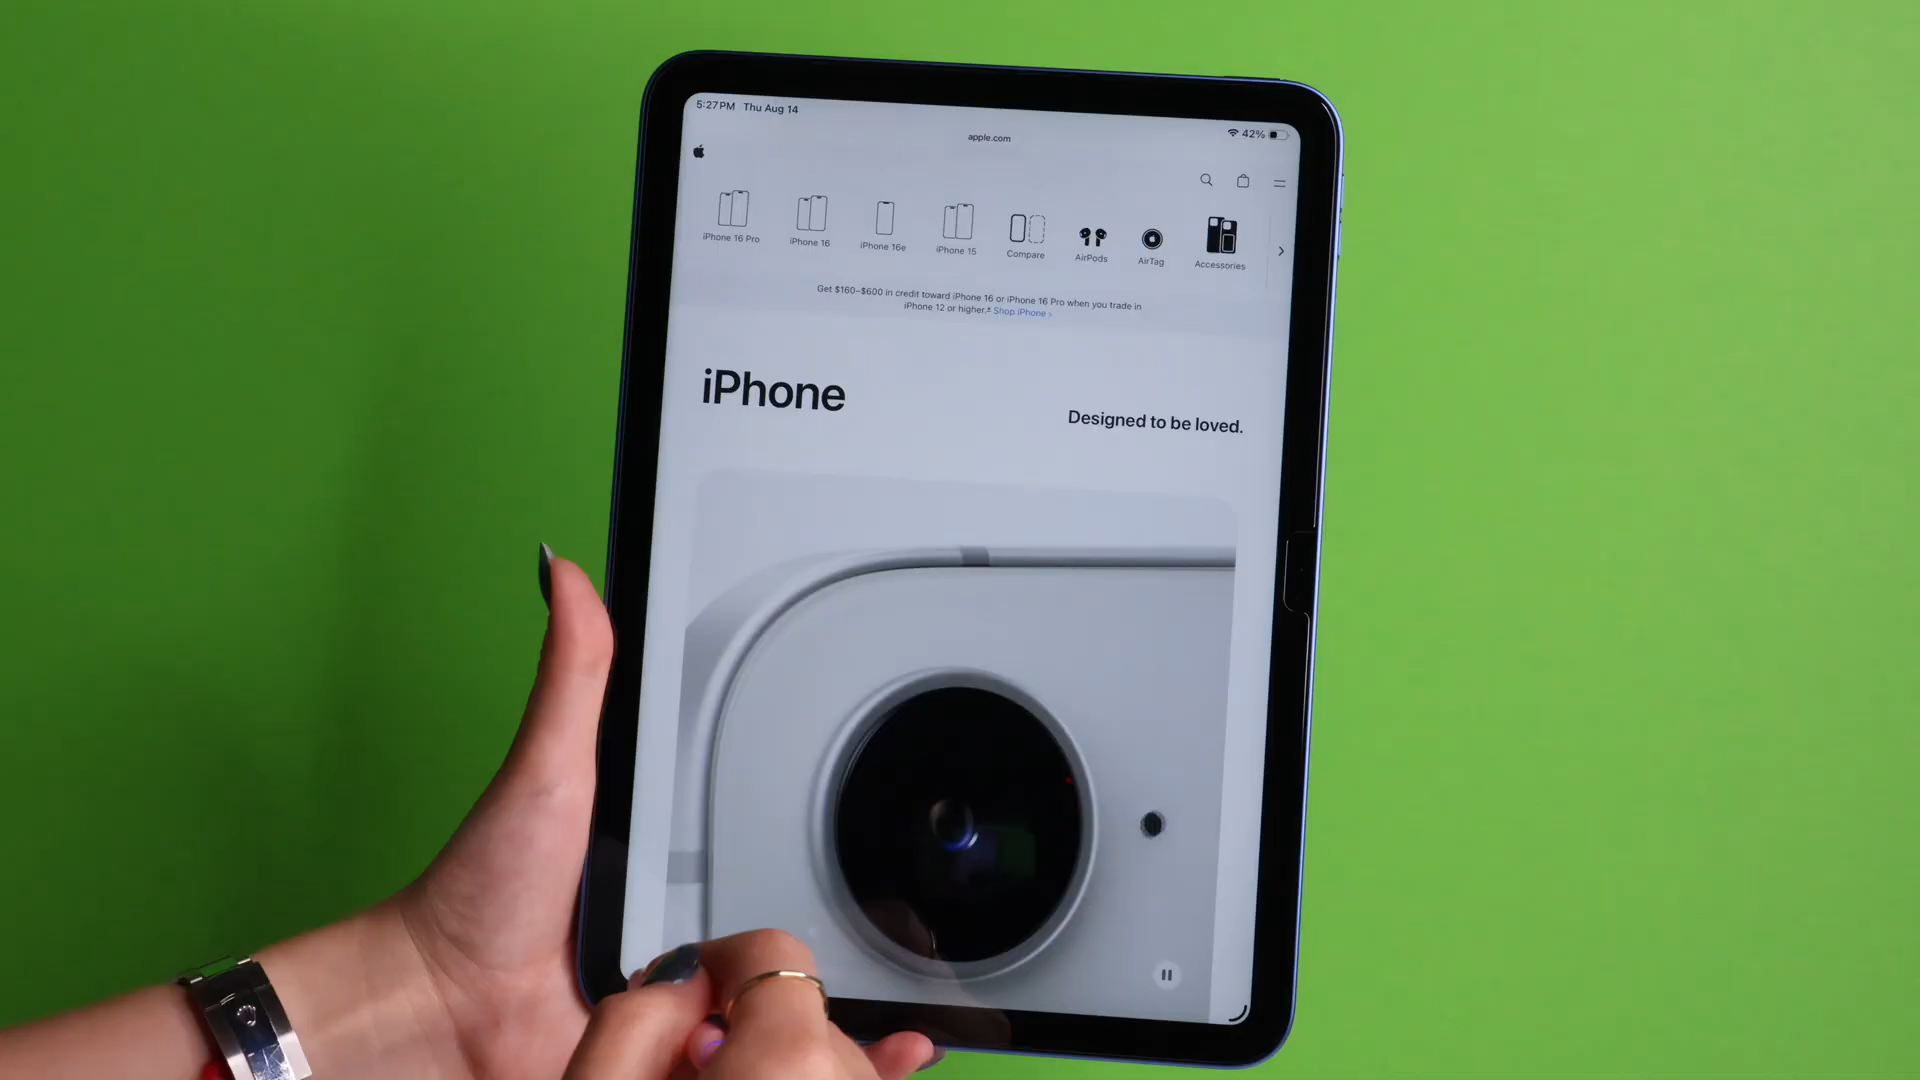 5:27 PM Thu Aug 14
42%
apple.com
iPhone 16 Pro
iPhone 16
iPhone 16e
iPhone 15
Compare
AirPods
AirTag
Accessories
Get $160–$600 in credit toward iPhone 16 or iPhone 16 Pro when you trade in
iPhone 12 or higher.* Shop iPhone >
iPhone
Designed to be loved.